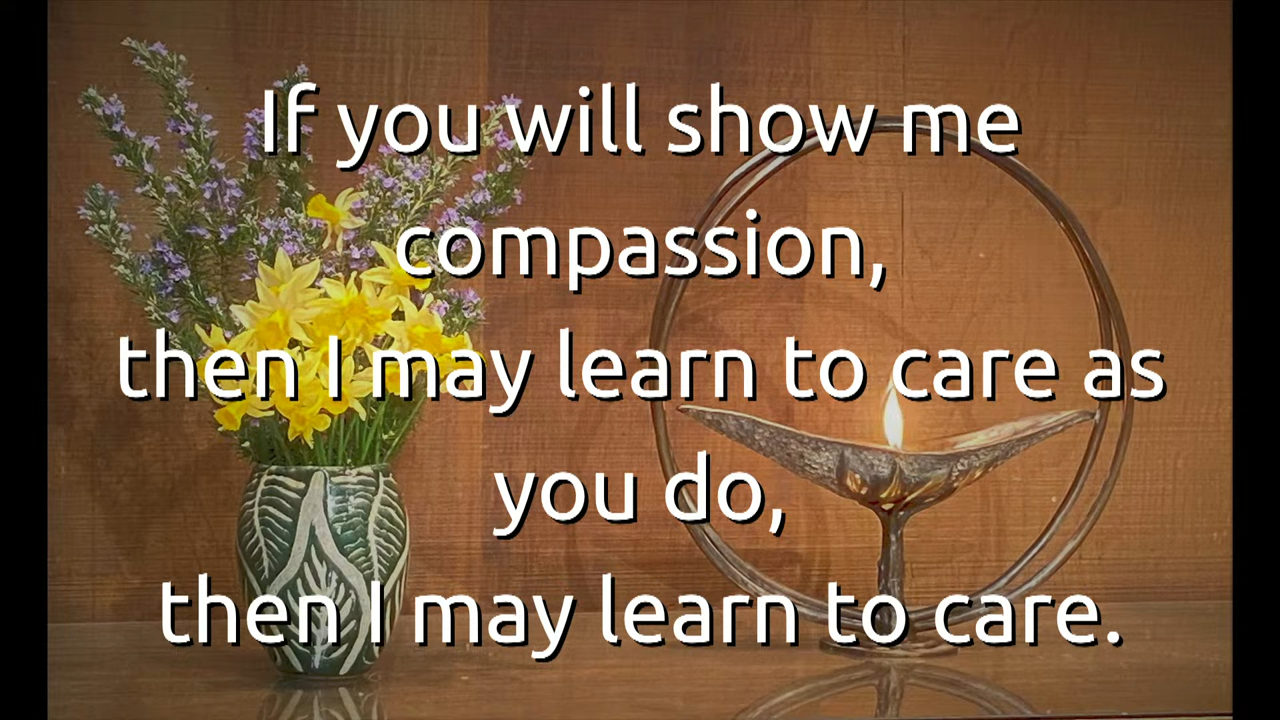 If you will show me
compassion,
then I may learn to care as
you do,
then I may learn to care.